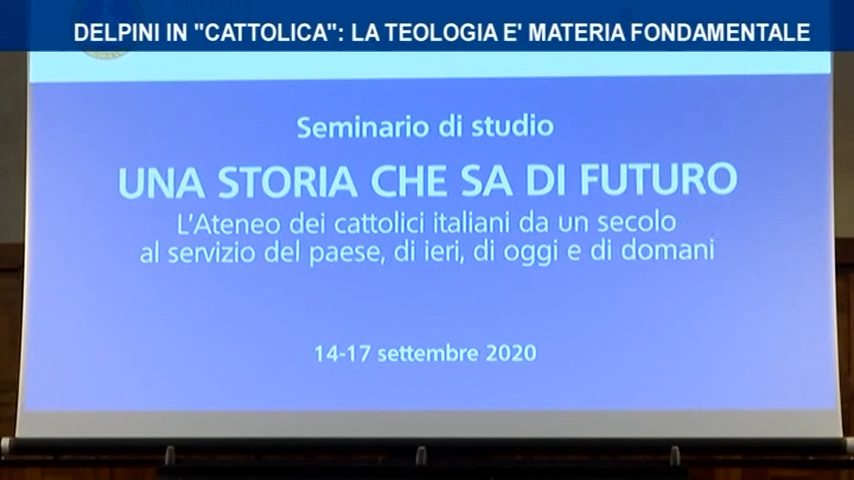 DELPINI IN "CATTOLICA": LA TEOLOGIA E' MATERIA FONDAMENTALE
Seminario di studio
UNA STORIA CHE SA DI FUTURO
L'Ateneo dei cattolici italiani da un secolo
al servizio del paese, di ieri, di oggi e di domani
14-17 settembre 2020